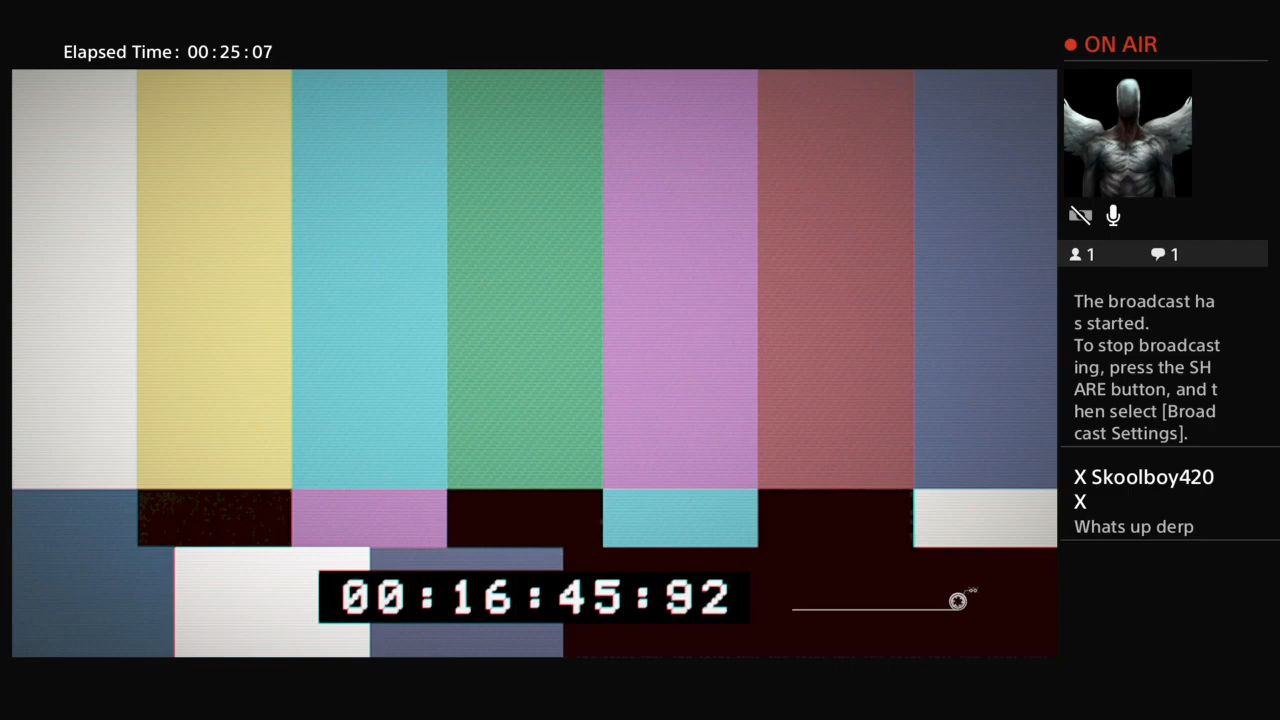 Elapsed Time: 00:25:07
ON AIR
1 1
The broadcast ha
s started.
To stop broadcast
ing, press the SH
ARE button, and t
hen select [Broad
cast Settings].
X Skoolboy420
X
Whats up derp
00:16:45:92